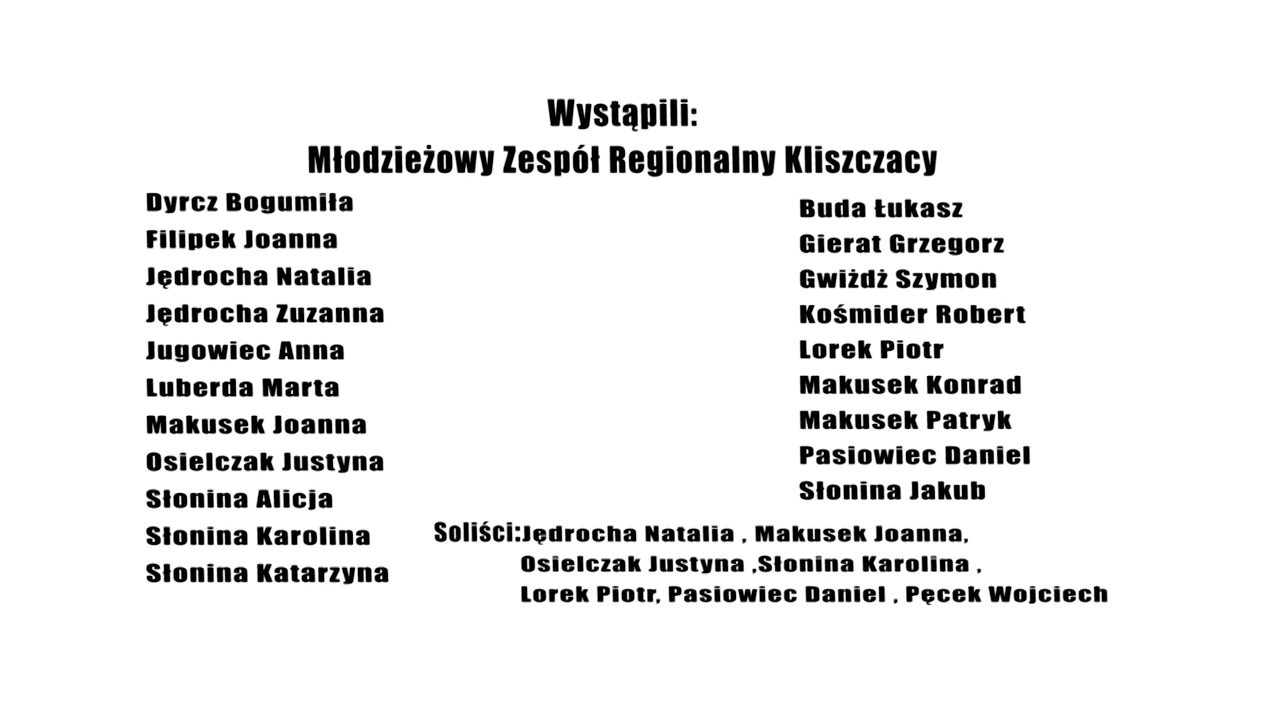 Wystąpili:
Młodzieżowy Zespół Regionalny Kliszczacy
Dyrcz Bogumiła
Filipek Joanna
Jędrocha Natalia
Jędrocha Zuzanna
Jugowiec Anna
Luberda Marta
Makusek Joanna
Osielczak Justyna
Słonina Alicja
Słonina Karolina
Słonina Katarzyna
Buda Łukasz
Gierat Grzegorz
Gwiżdż Szymon
Kośmider Robert
Lorek Piotr
Makusek Konrad
Makusek Patryk
Pasiowiec Daniel
Słonina Jakub
Soliści:Jędrocha Natalia , Makusek Joanna,
Osielczak Justyna ,Słonina Karolina ,
Lorek Piotr, Pasiowiec Daniel , Pęcek Wojciech